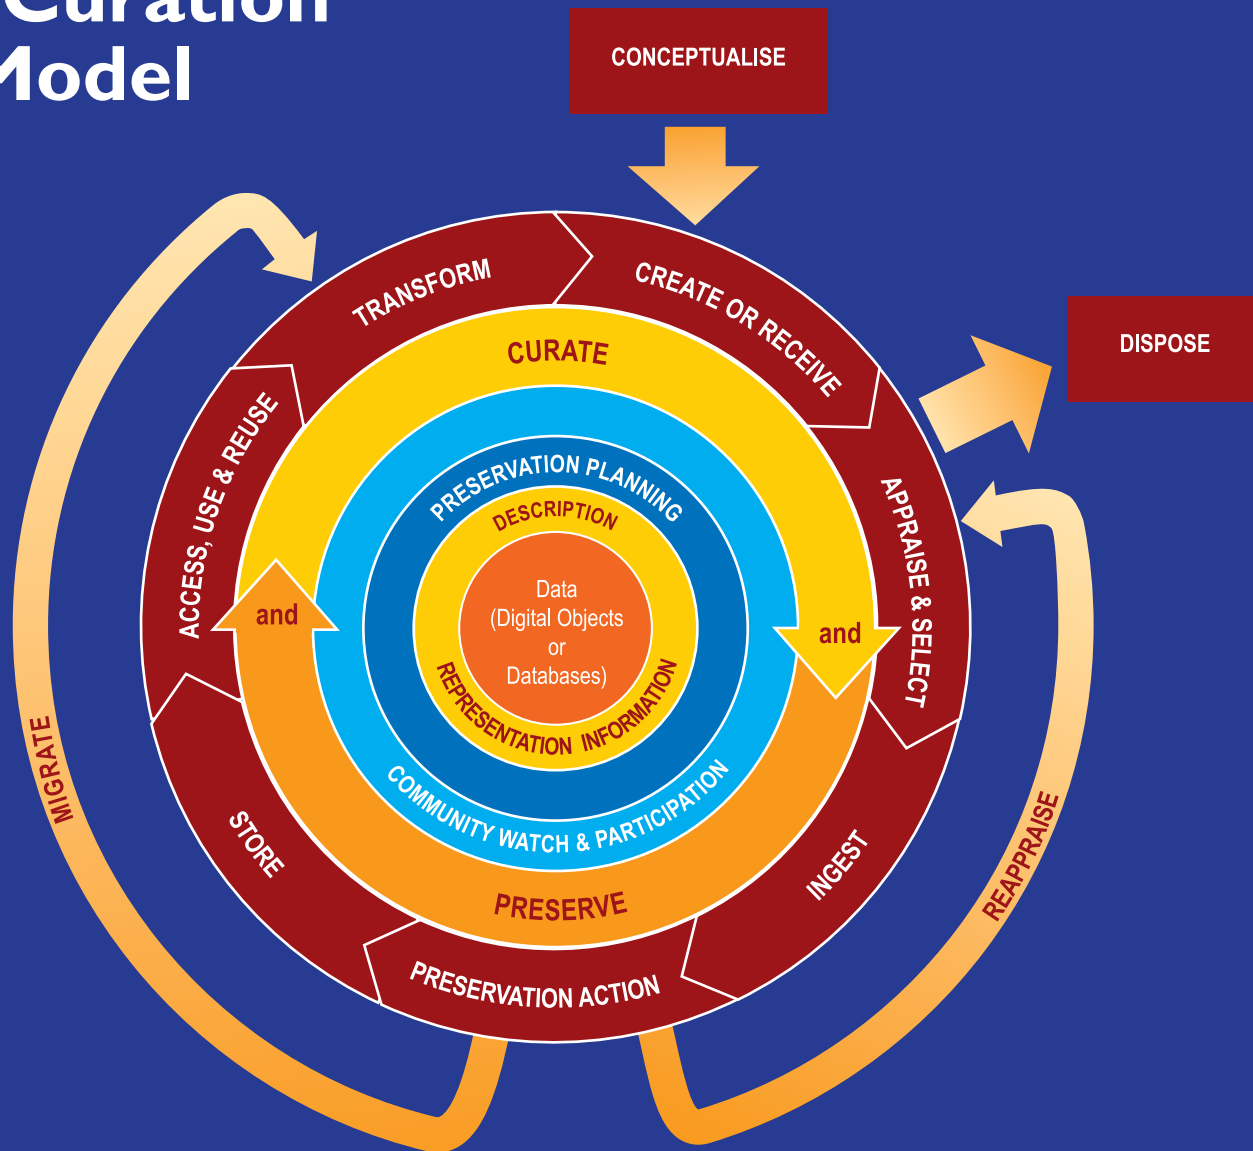 Curation
Model
CONCEPTUALISE
DISPOSE
TRANSFORM
CREATE OR RECEIVE
APPRAISE & SELECT
INGEST
PRESERVATION ACTION
STORE
ACCESS, USE & REUSE
CURATE
and
PRESERVE
and
PRESERVATION PLANNING
COMMUNITY WATCH & PARTICIPATION
DESCRIPTION
REPRESENTATION INFORMATION
Data
(Digital Objects
or
Databases)
MIGRATE
REAPPRAISE